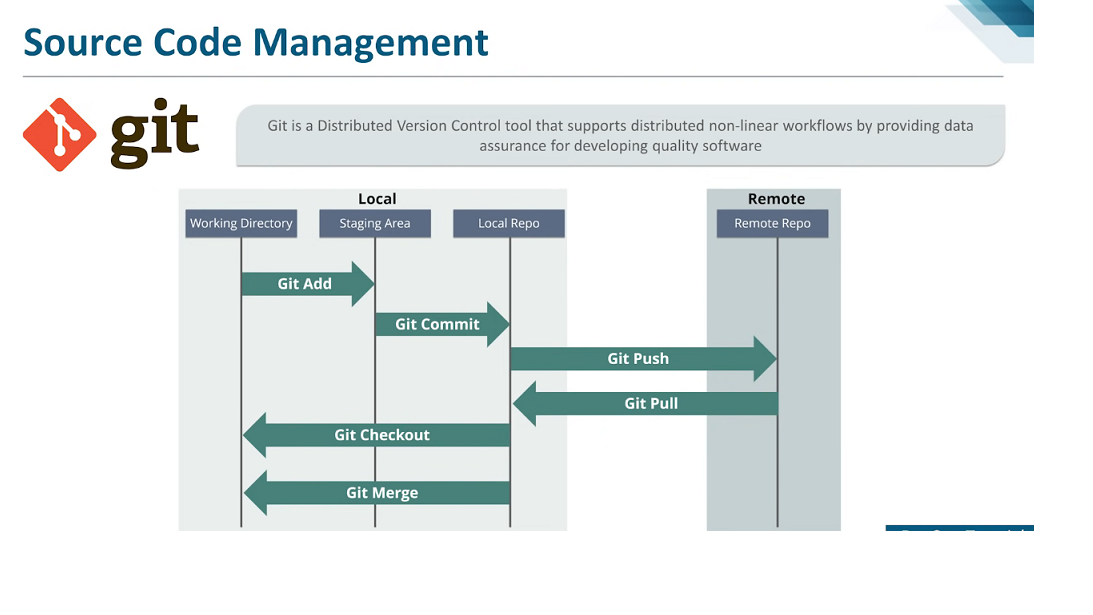 Source Code Management
git
Git is a Distributed Version Control tool that supports distributed non-linear workflows by providing data
assurance for developing quality software
Local
Remote
Working Directory
Staging Area
Local Repo
Remote Repo
Git Add
Git Commit
Git Push
Git Pull
Git Checkout
Git Merge